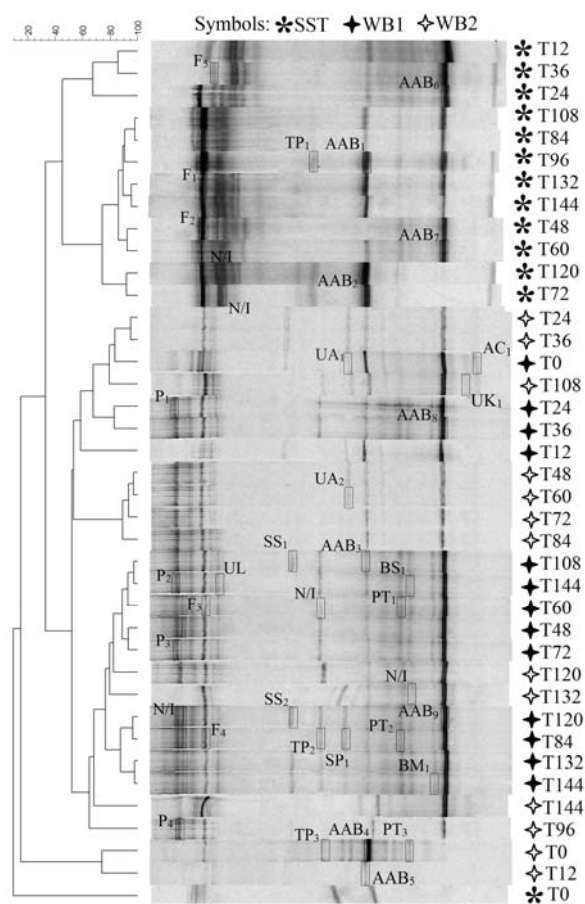 Symbols: ✱SST ✦WB1 ✧WB2
20 40 60 80 100
✱ T12
F5 ✱ T36
AAB6 ✱ T24
✱ T108
✱ T84
TP1 AAB1 ✱ T96
F1 ✱ T132
✱ T144
F2 ✱ T48
AAB7 ✱ T60
N/I ✱ T120
AAB2 ✱ T72
N/I ✧ T24
✧ T36
UA1 AC1 ✦ T0
UK1 ✧ T108
P1 AAB8 ✦ T24
✦ T36
✦ T12
✧ T48
UA2 ✧ T60
✧ T72
✧ T84
SS1 AAB3 ✦ T108
P2 UL BS1 ✦ T144
F3 N/I PT1 ✦ T60
✦ T48
P3 ✦ T72
✧ T120
N/I ✧ T132
N/I SS2 AAB9 ✦ T120
F4 TP2 SP1 PT2 ✦ T84
✦ T132
BM1 ✦ T144
✧ T144
P4 ✧ T96
TP3 AAB4 PT3 ✧ T0
AAB5 ✧ T12
✱ T0